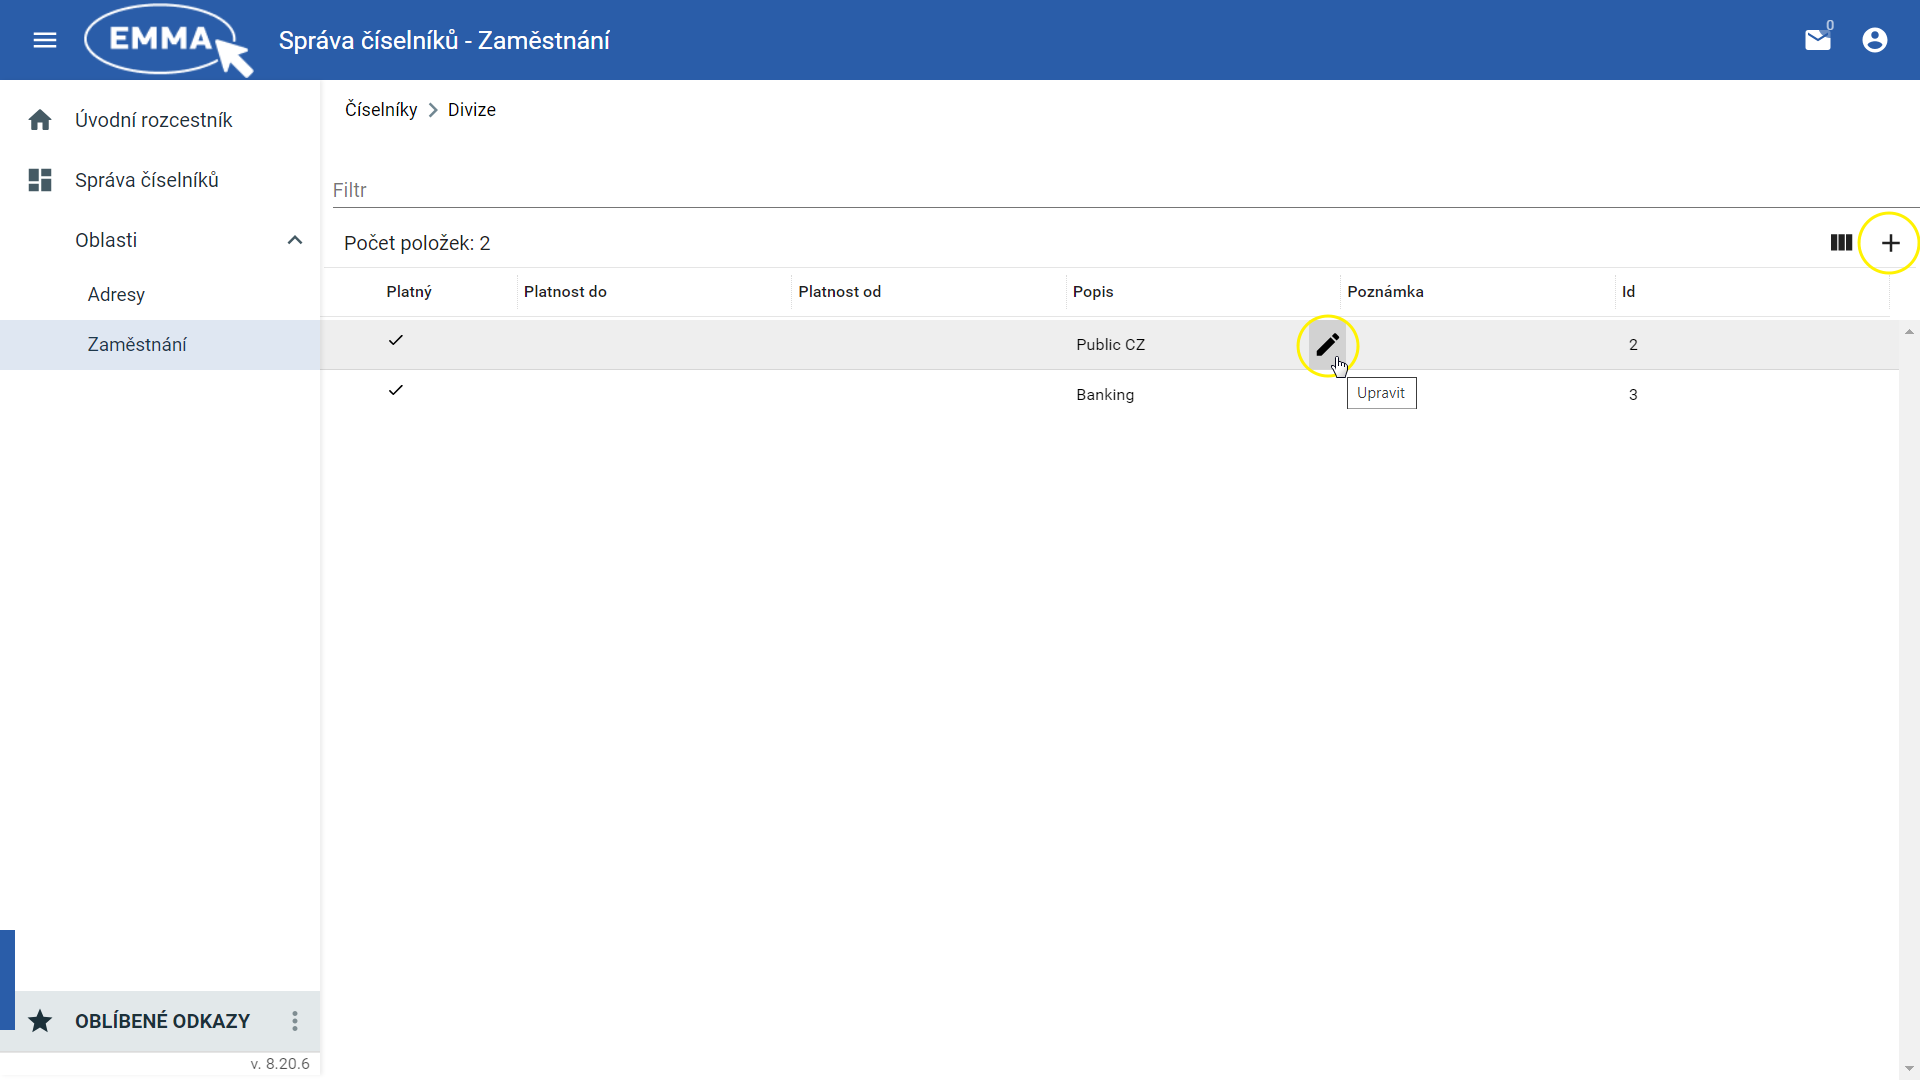 EMMA
Správa číselníků - Zaměstnání
0
Úvodní rozcestník
Správa číselníků
Oblasti
Adresy
Zaměstnání
OBLÍBENÉ ODKAZY
v. 8.20.6
Číselníky > Divize
Filtr
Počet položek: 2
Platný Platnost do Platnost od Popis Poznámka Id
Public CZ 2
Upravit
Banking 3